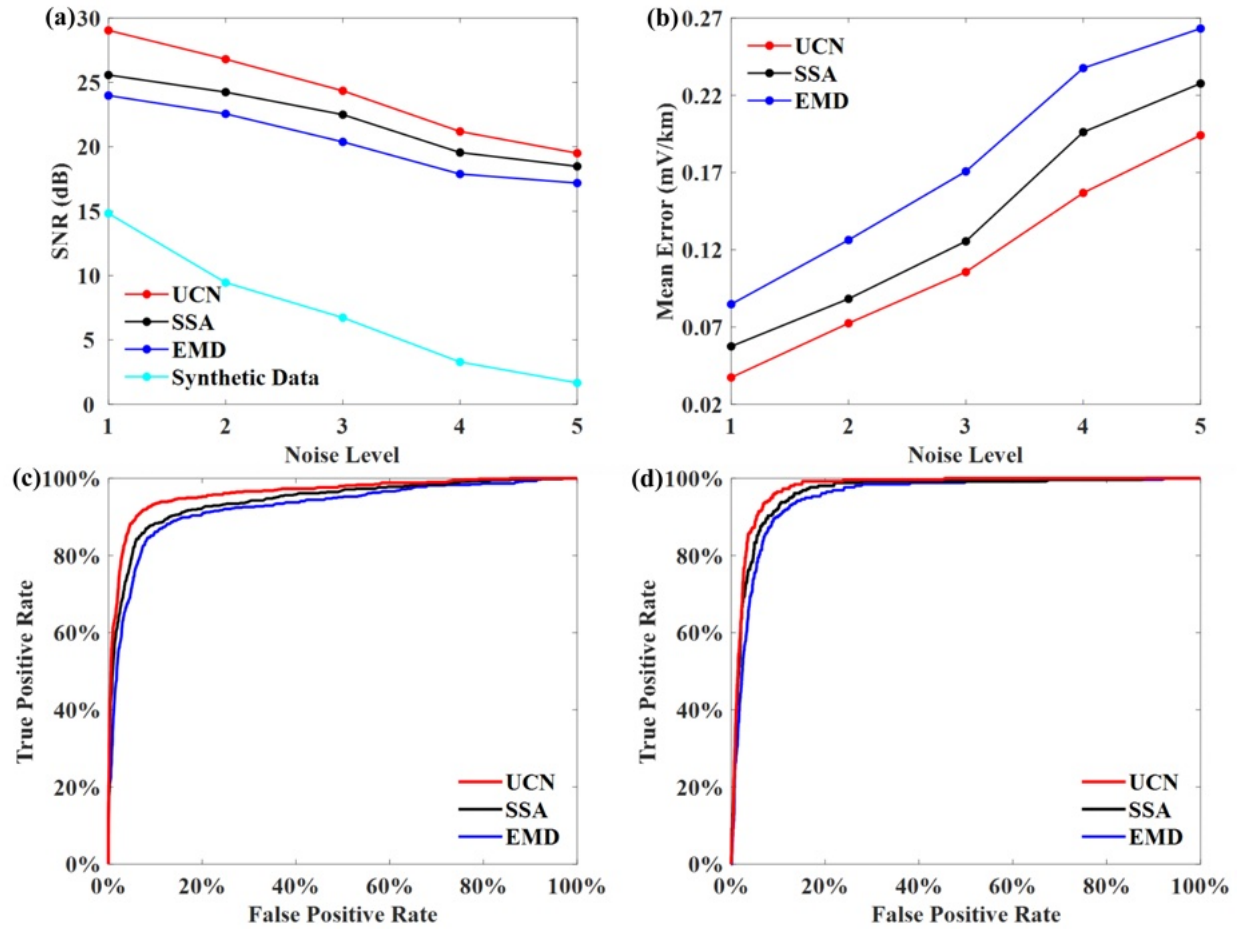 (a)
30
25
20
15
10
5
0
SNR (dB)
UCN
SSA
EMD
Synthetic Data
1 2 3 4 5
Noise Level
(b)
0.27
0.22
0.17
0.12
0.07
0.02
Mean Error (mV/km)
UCN
SSA
EMD
1 2 3 4 5
Noise Level
(c)
100%
80%
60%
40%
20%
0%
True Positive Rate
UCN
SSA
EMD
0% 20% 40% 60% 80% 100%
False Positive Rate
(d)
100%
80%
60%
40%
20%
0%
True Positive Rate
UCN
SSA
EMD
0% 20% 40% 60% 80% 100%
False Positive Rate